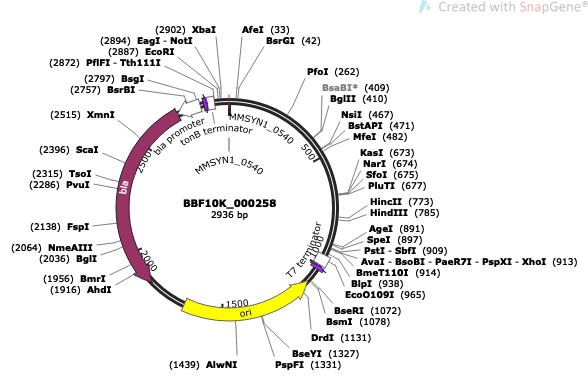 Created with SnapGene®
(2902) XbaI
(2894) EagI - NotI
(2887) EcoRI
(2872) PflFI - Tth111I
(2797) BsgI
(2757) BsrBI
(2515) XmnI
(2396) ScaI
(2315) TsoI
(2286) PvuI
(2138) FspI
(2064) NmeAIII
(2036) BglI
(1956) BmrI
(1916) AhdI
(1439) AlwNI
AfeI (33)
BsrGI (42)
PfoI (262)
BsaBI* (409)
BglII (410)
NsiI (467)
BstAPI (471)
MfeI (482)
KasI (673)
NarI (674)
SfoI (675)
PluTI (677)
HincII (773)
HindIII (785)
AgeI (891)
SpeI (897)
PstI - SbfI (909)
AvaI - BsoBI - PaeR7I - PspXI - XhoI (913)
BmeT110I (914)
BlpI (938)
EcoO109I (965)
BseRI (1072)
BsmI (1078)
DrdI (1131)
BseYI (1327)
PspFI (1331)
bla promoter
tonB terminator
MMSYN1_0540
MMSYN1_0540
T7 terminator
bla
ori
500
1000
1500
2000
2500
BBF10K_000258
2936 bp